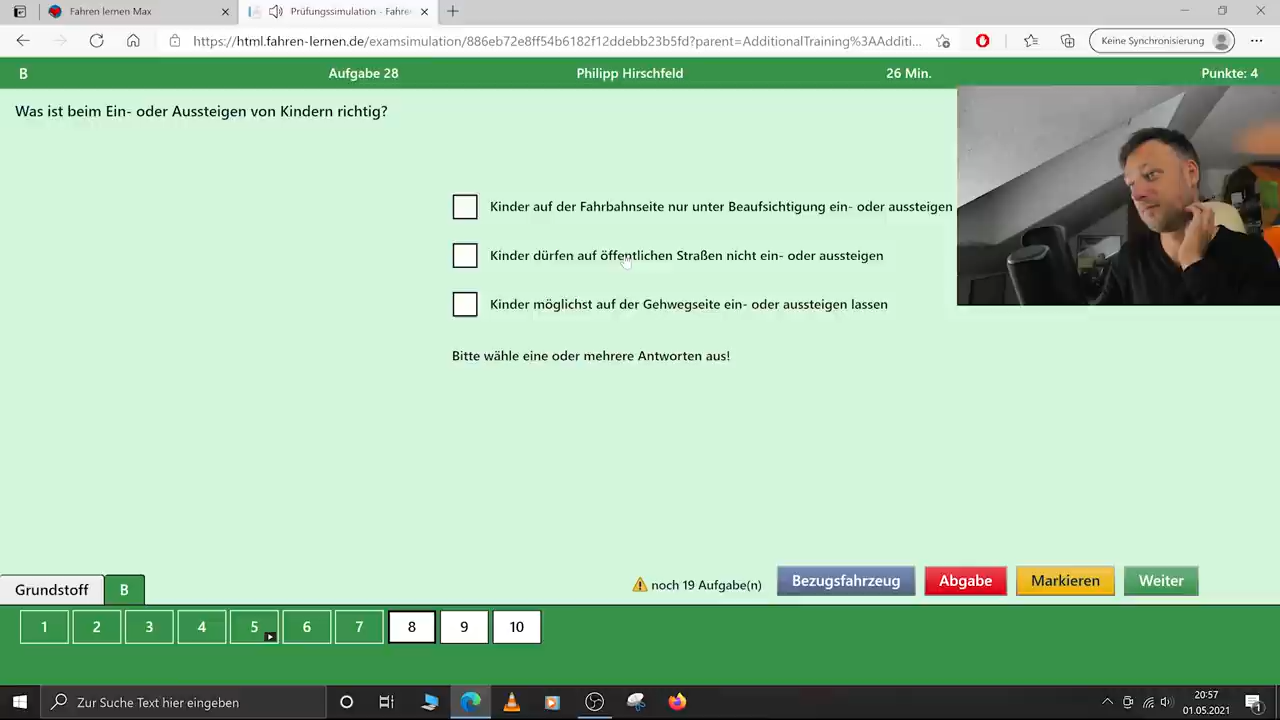 Fahren lernen Max
Prüfungssimulation - Fahre
https://html.fahren-lernen.de/examsimulation/886eb72e8ff54b6182f12ddebb23b5fd?parent=AdditionalTraining%3AAdditi...
Keine Synchronisierung
B
Aufgabe 28
Philipp Hirschfeld
26 Min.
Punkte: 4
Was ist beim Ein- oder Aussteigen von Kindern richtig?
Kinder auf der Fahrbahnseite nur unter Beaufsichtigung ein- oder aussteigen
Kinder dürfen auf öffentlichen Straßen nicht ein- oder aussteigen
Kinder möglichst auf der Gehwegseite ein- oder aussteigen lassen
Bitte wähle eine oder mehrere Antworten aus!
noch 19 Aufgabe(n)
Bezugsfahrzeug
Abgabe
Markieren
Weiter
Grundstoff
B
1 2 3 4 5 6 7 8 9 10
Zur Suche Text hier eingeben
20:57
01.05.2021